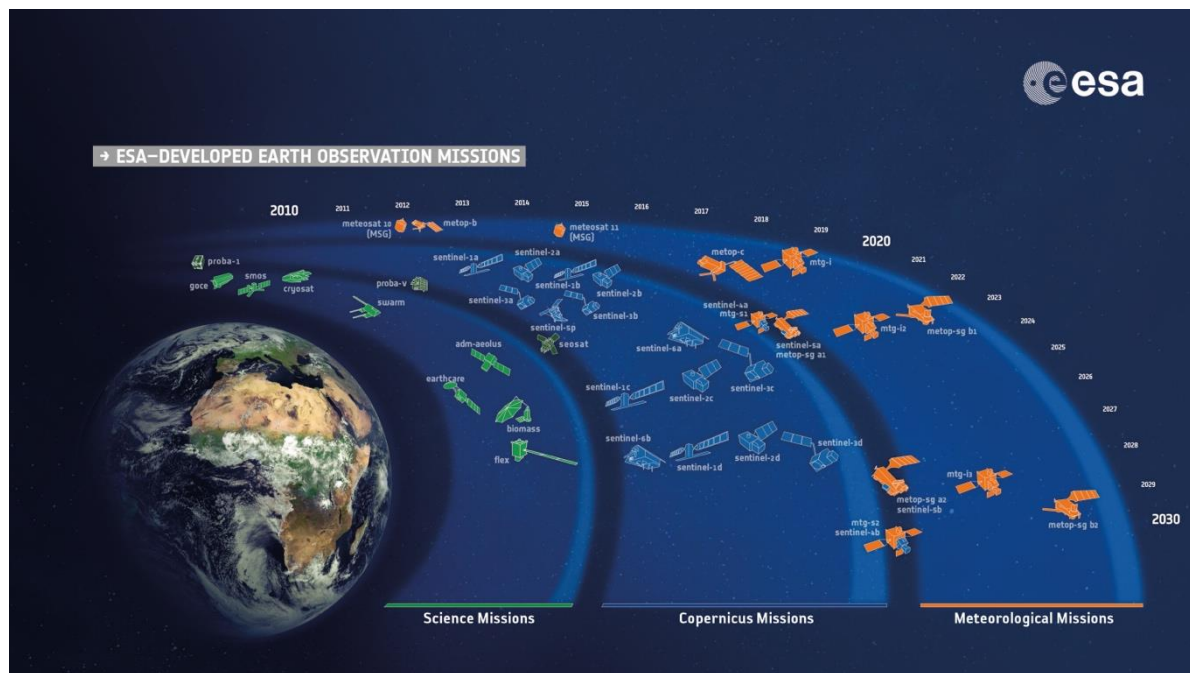 esa
→ ESA–DEVELOPED EARTH OBSERVATION MISSIONS
2010
2011
2012
2013
2014
2015
2016
2017
2018
2019
2020
2021
2022
2023
2024
2025
2026
2027
2028
2029
2030
meteosat 10
(MSG)
metop-b
meteosat 11
(MSG)
metop-c
mtg-i
proba-1
goce
smos
cryosat
swarm
proba-v
sentinel-1a
sentinel-2a
sentinel-1b
sentinel-2b
sentinel-3a
sentinel-3b
sentinel-5p
seosat
sentinel-4a
mtg-s1
sentinel-5a
metop-sg a1
mtg-i2
metop-sg b1
adm-aeolus
earthcare
biomass
flex
sentinel-6a
sentinel-1c
sentinel-2c
sentinel-3c
sentinel-6b
sentinel-1d
sentinel-2d
sentinel-3d
metop-sg a2
sentinel-5b
mtg-i3
metop-sg b2
mtg-s2
sentinel-4b
Science Missions
Copernicus Missions
Meteorological Missions